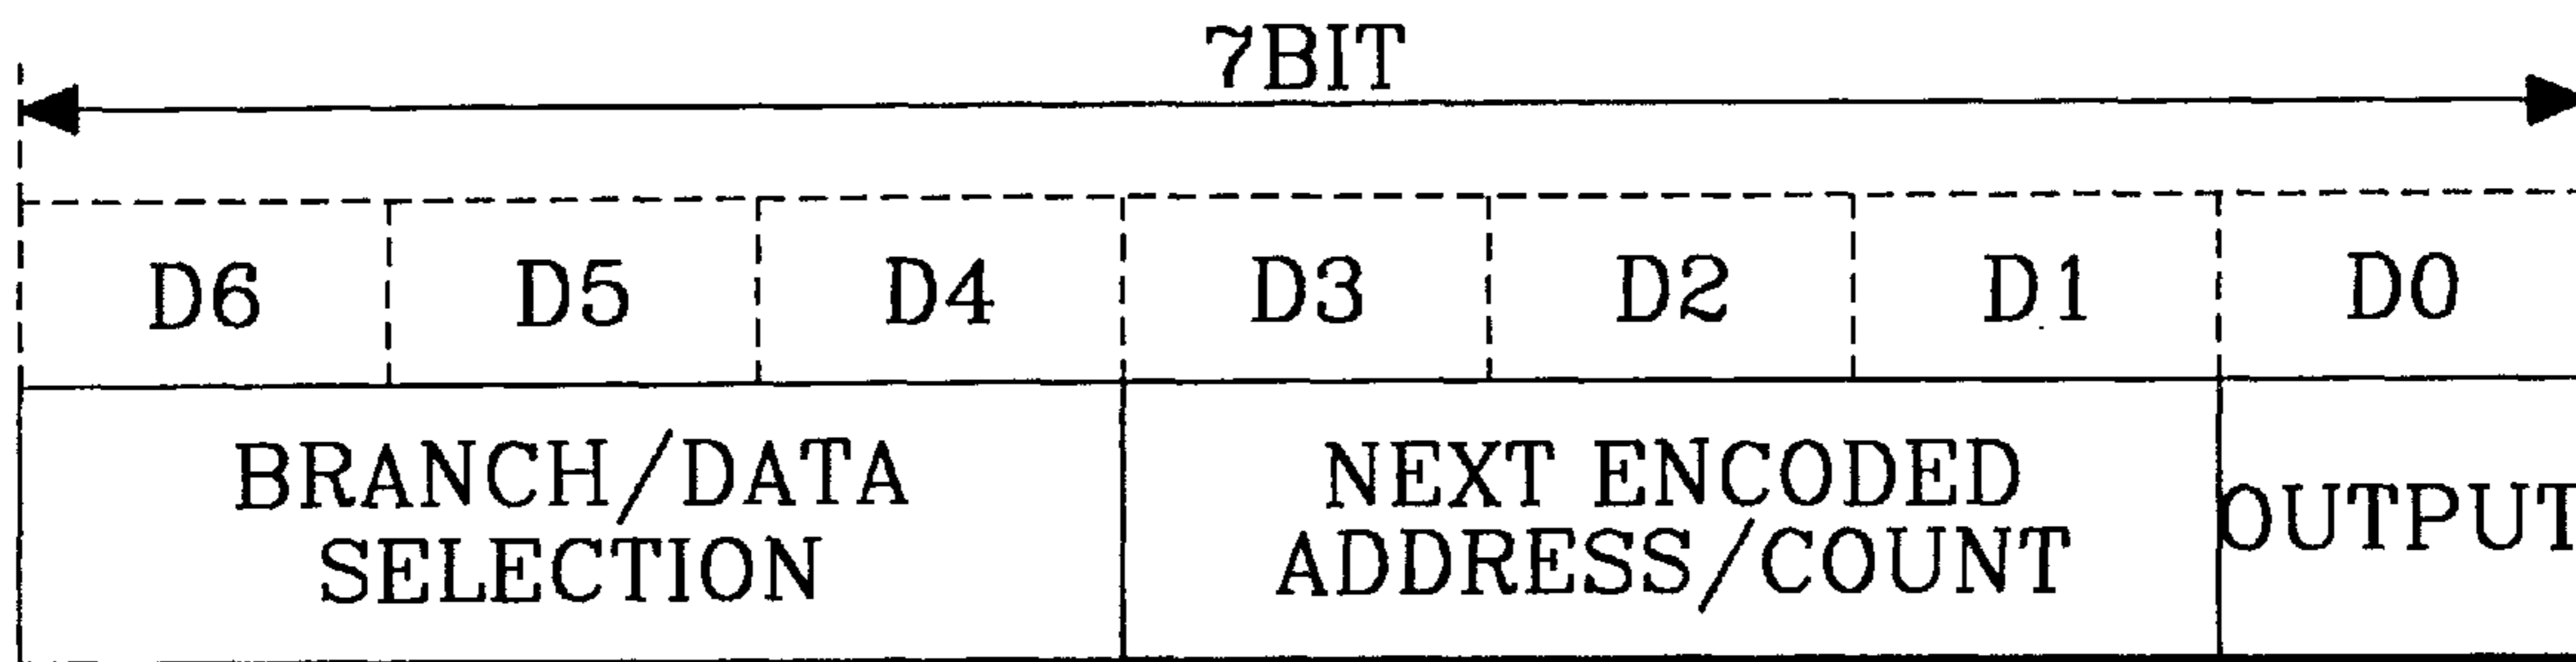 7BIT
D6 D5 D4 D3 D2 D1 D0
BRANCH/DATA
SELECTION
NEXT ENCODED
ADDRESS/COUNT
OUTPUT